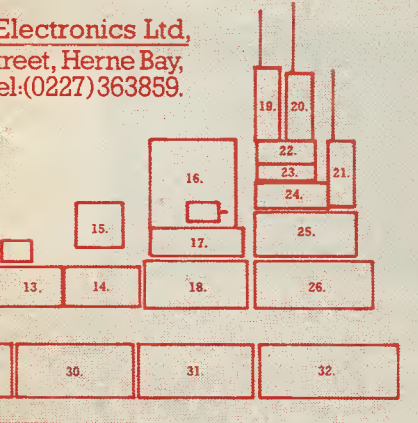 Electronics Ltd,
treet, Herne Bay,
el:(0227)363859.
19. 20.
22.
23. 21.
16. 24.
15. 17. 25.
13. 14. 18. 26.
30. 31. 32.